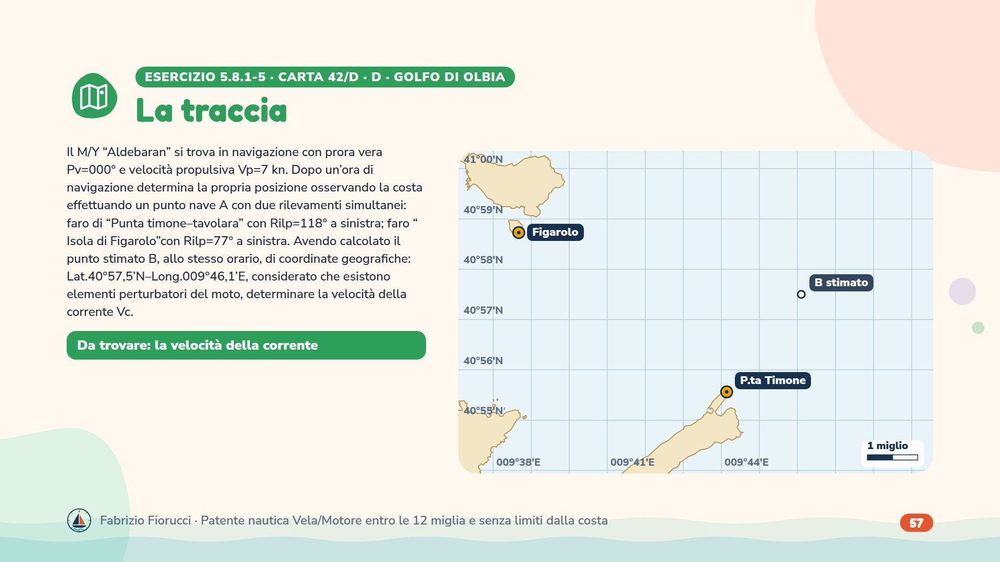 ESERCIZIO 5.8.1-5 · CARTA 42/D · D · GOLFO DI OLBIA
La traccia
Il M/Y “Aldebaran” si trova in navigazione con prora vera
Pv=000° e velocità propulsiva Vp=7 kn. Dopo un’ora di
navigazione determina la propria posizione osservando la costa
effettuando un punto nave A con due rilevamenti simultanei:
faro di “Punta timone–tavolara” con Rilp=118° a sinistra; faro “
Isola di Figarolo”con Rilp=77° a sinistra. Avendo calcolato il
punto stimato B, allo stesso orario, di coordinate geografiche:
Lat.40°57,5’N–Long.009°46,1’E, considerato che esistono
elementi perturbatori del moto, determinare la velocità della
corrente Vc.
Da trovare: la velocità della corrente
41°00'N
40°59'N
Figarolo
40°58'N
B stimato
40°57'N
40°56'N
P.ta Timone
40°55'N
1 miglio
009°38'E
009°41'E
009°44'E
Fabrizio Fiorucci · Patente nautica Vela/Motore entro le 12 miglia e senza limiti dalla costa
57